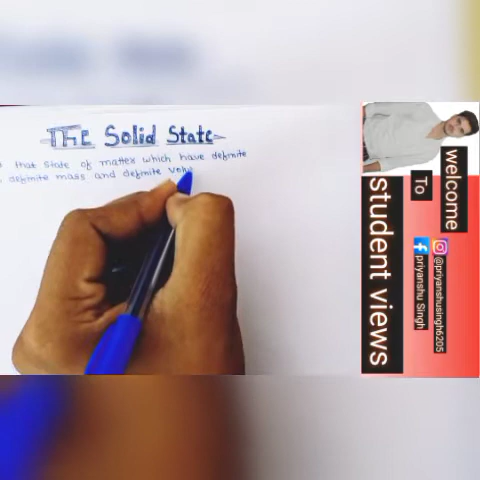 THE Solid State
that State of matter which have definite
definite mass and definite volu
welcome
To
student views
@priyanshusingh6205
priyanshu Singh